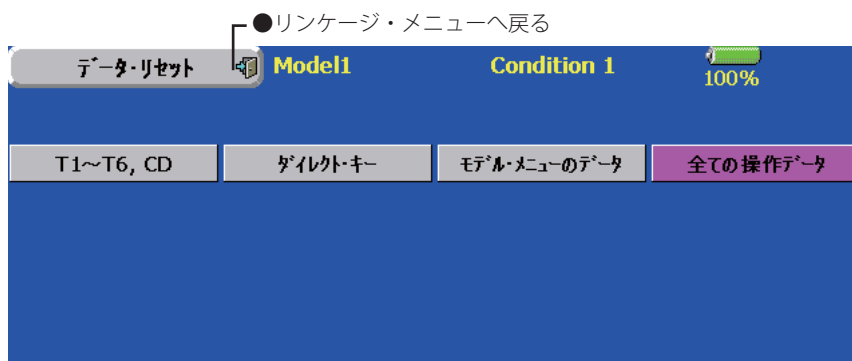 ●リンケージ・メニューへ戻る
データ・リセット Model1 Condition 1 100%
T1～T6, CD ダイレクト・キー モデル・メニューのデータ 全ての操作データ